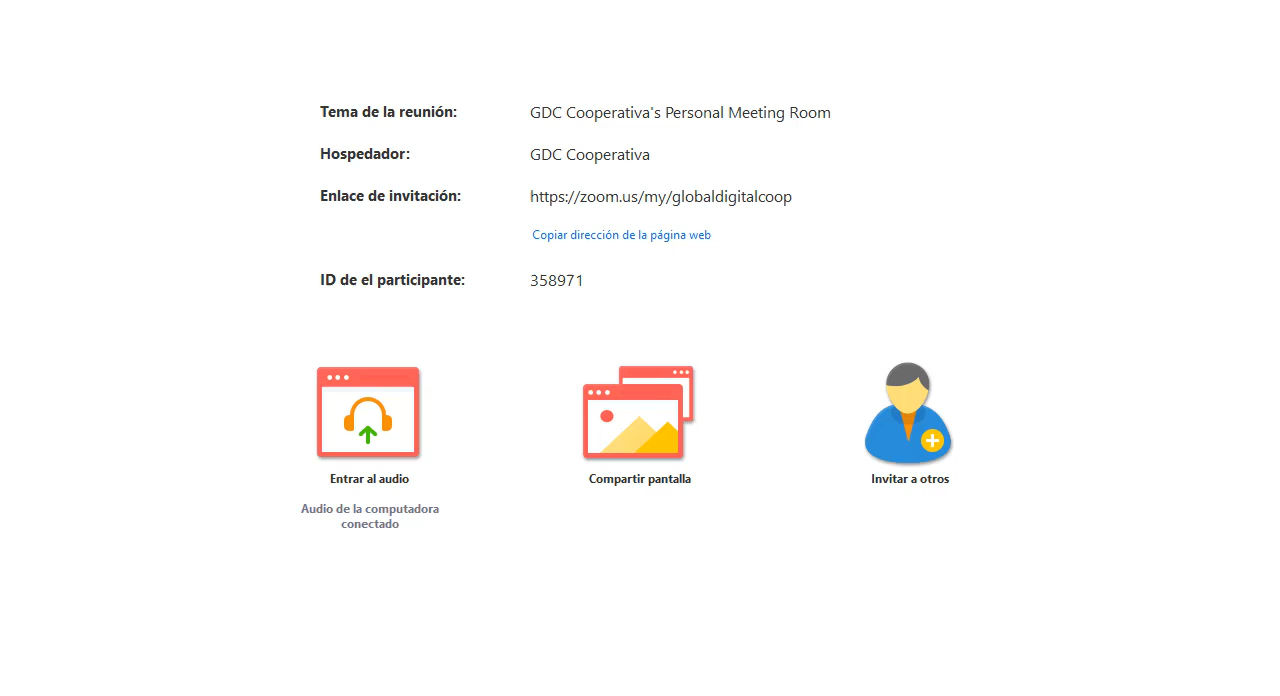 Tema de la reunión: GDC Cooperativa's Personal Meeting Room
Hospedador: GDC Cooperativa
Enlace de invitación: https://zoom.us/my/globaldigitalcoop
Copiar dirección de la página web
ID de el participante: 358971
Entrar al audio
Audio de la computadora
conectado
Compartir pantalla
Invitar a otros